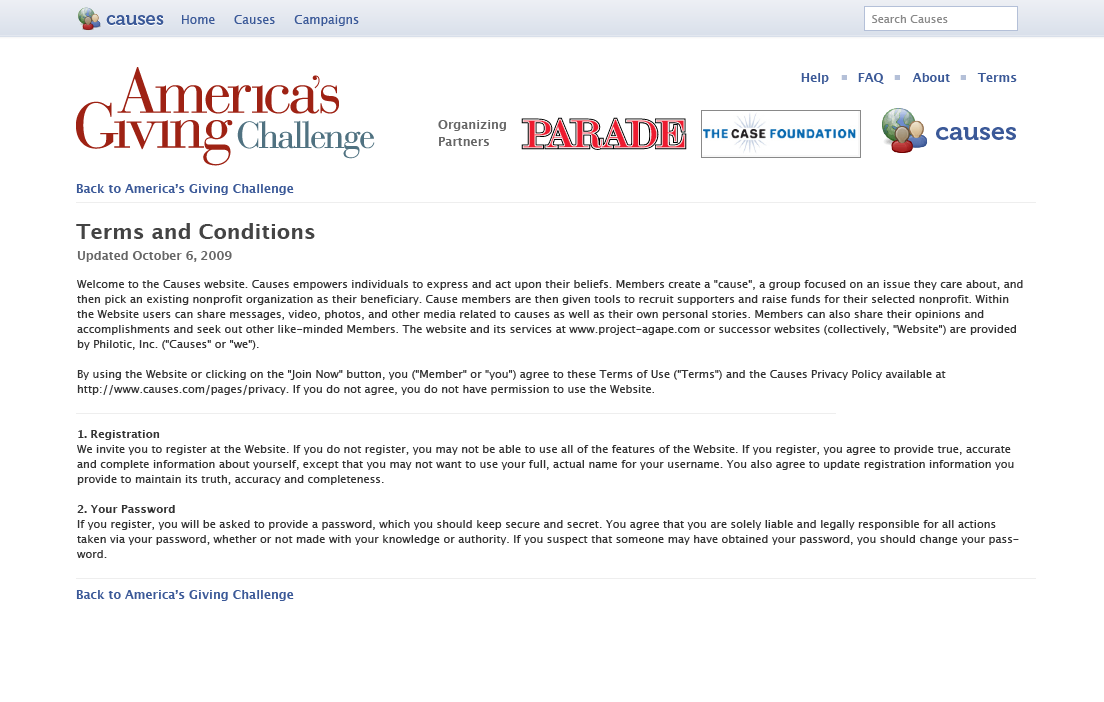 causes Home Causes Campaigns Search Causes
Help FAQ About Terms
America's
Giving Challenge
Organizing
Partners
PARADE
THE CASE FOUNDATION
causes
Back to America's Giving Challenge
Terms and Conditions
Updated October 6, 2009
Welcome to the Causes website. Causes empowers individuals to express and act upon their beliefs. Members create a "cause", a group focused on an issue they care about, and
then pick an existing nonprofit organization as their beneficiary. Cause members are then given tools to recruit supporters and raise funds for their selected nonprofit. Within
the Website users can share messages, video, photos, and other media related to causes as well as their own personal stories. Members can also share their opinions and
accomplishments and seek out other like-minded Members. The website and its services at www.project-agape.com or successor websites (collectively, "Website") are provided
by Philotic, Inc. ("Causes" or "we").
By using the Website or clicking on the "Join Now" button, you ("Member" or "you") agree to these Terms of Use ("Terms") and the Causes Privacy Policy available at
http://www.causes.com/pages/privacy. If you do not agree, you do not have permission to use the Website.
1. Registration
We invite you to register at the Website. If you do not register, you may not be able to use all of the features of the Website. If you register, you agree to provide true, accurate
and complete information about yourself, except that you may not want to use your full, actual name for your username. You also agree to update registration information you
provide to maintain its truth, accuracy and completeness.
2. Your Password
If you register, you will be asked to provide a password, which you should keep secure and secret. You agree that you are solely liable and legally responsible for all actions
taken via your password, whether or not made with your knowledge or authority. If you suspect that someone may have obtained your password, you should change your pass-
word.
Back to America's Giving Challenge